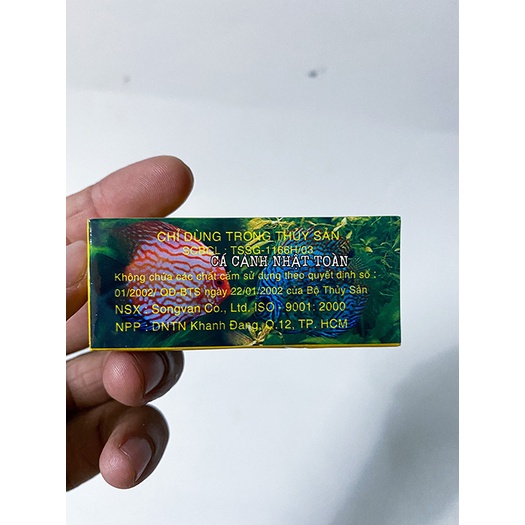 CHỈ DÙNG TRONG THỦY SẢN
SCRCL : TSSG-1166H/03
CÁ CẢNH NHẬT TOÀN
Không chứa các chất cấm sử dụng theo quyết định số :
01/2002/ QD-BTS ngày 22/01/2002 của Bộ Thủy Sản
NSX : Songvan Co., Ltd. ISO - 9001: 2000
NPP : DNTN Khanh Đang, Q.12, TP. HCM